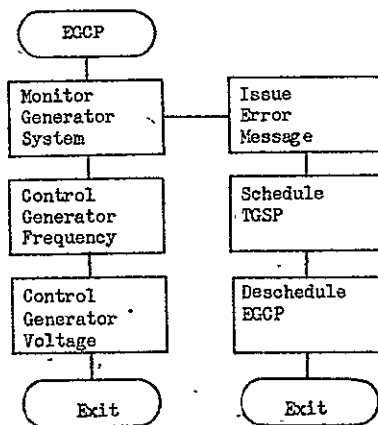 EGCP
Monitor
Generator
System
Issue
Error
Message
Control
Generator
Frequency
Schedule
TGSP
Control
Generator
Voltage
Deschedule
EGCP
Exit
Exit